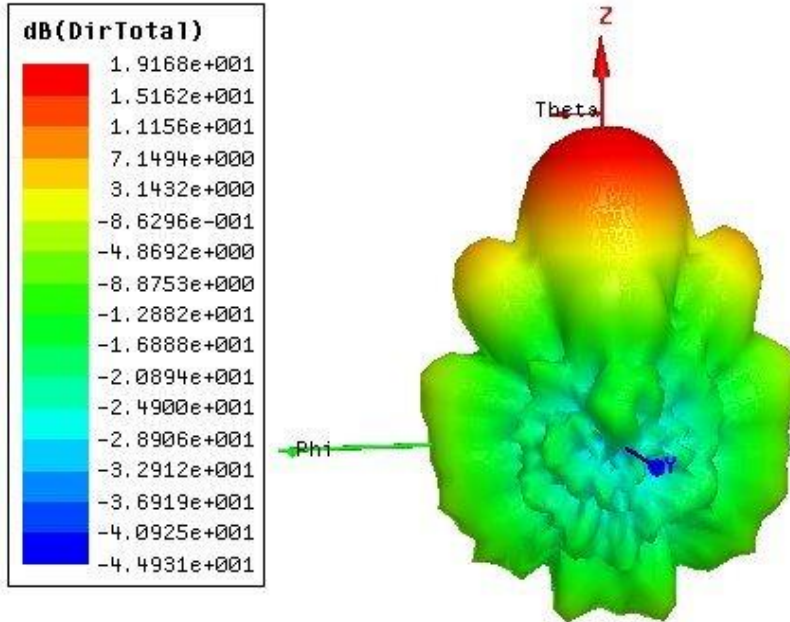 dB(DirTotal)
1.9168e+001
1.5162e+001
1.1156e+001
7.1494e+000
3.1432e+000
-8.6296e-001
-4.8692e+000
-8.8753e+000
-1.2882e+001
-1.6888e+001
-2.0894e+001
-2.4900e+001
-2.8906e+001
-3.2912e+001
-3.6919e+001
-4.0925e+001
-4.4931e+001
Z
Theta
Phi
Y